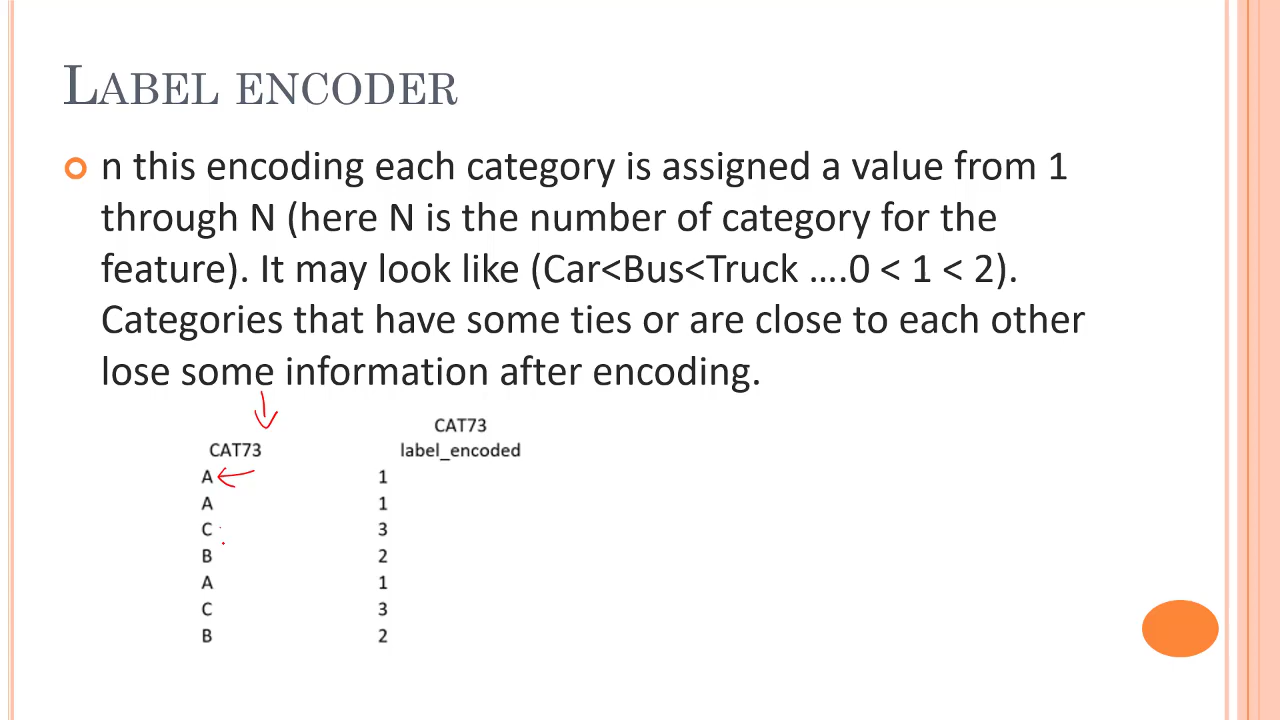 LABEL ENCODER
n this encoding each category is assigned a value from 1
through N (here N is the number of category for the
feature). It may look like (Car<Bus<Truck ....0 < 1 < 2).
Categories that have some ties or are close to each other
lose some information after encoding.
CAT73
CAT73 label_encoded
A 1
A 1
C 3
B 2
A 1
C 3
B 2